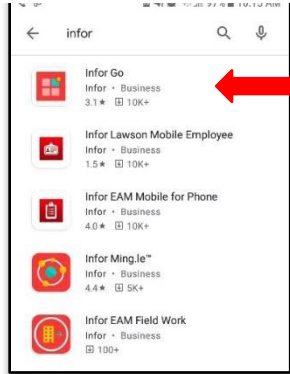 infor
Infor Go
Infor • Business
3.1★ 10K+
Infor Lawson Mobile Employee
Infor • Business
1.5★ 10K+
Infor EAM Mobile for Phone
Infor • Business
4.0★ 10K+
Infor Ming.le™
Infor • Business
4.4★ 5K+
Infor EAM Field Work
Infor • Business
100+